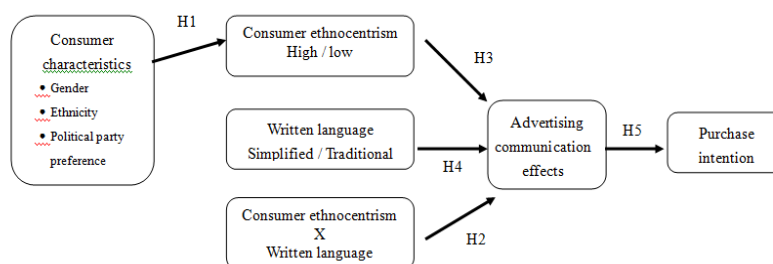 Consumer
characteristics
• Gender
• Ethnicity
• Political party
preference
H1
Consumer ethnocentrism
High / low
H3
Written language
Simplified / Traditional
H4
Consumer ethnocentrism
X
Written language
H2
Advertising
communication
effects
H5
Purchase
intention